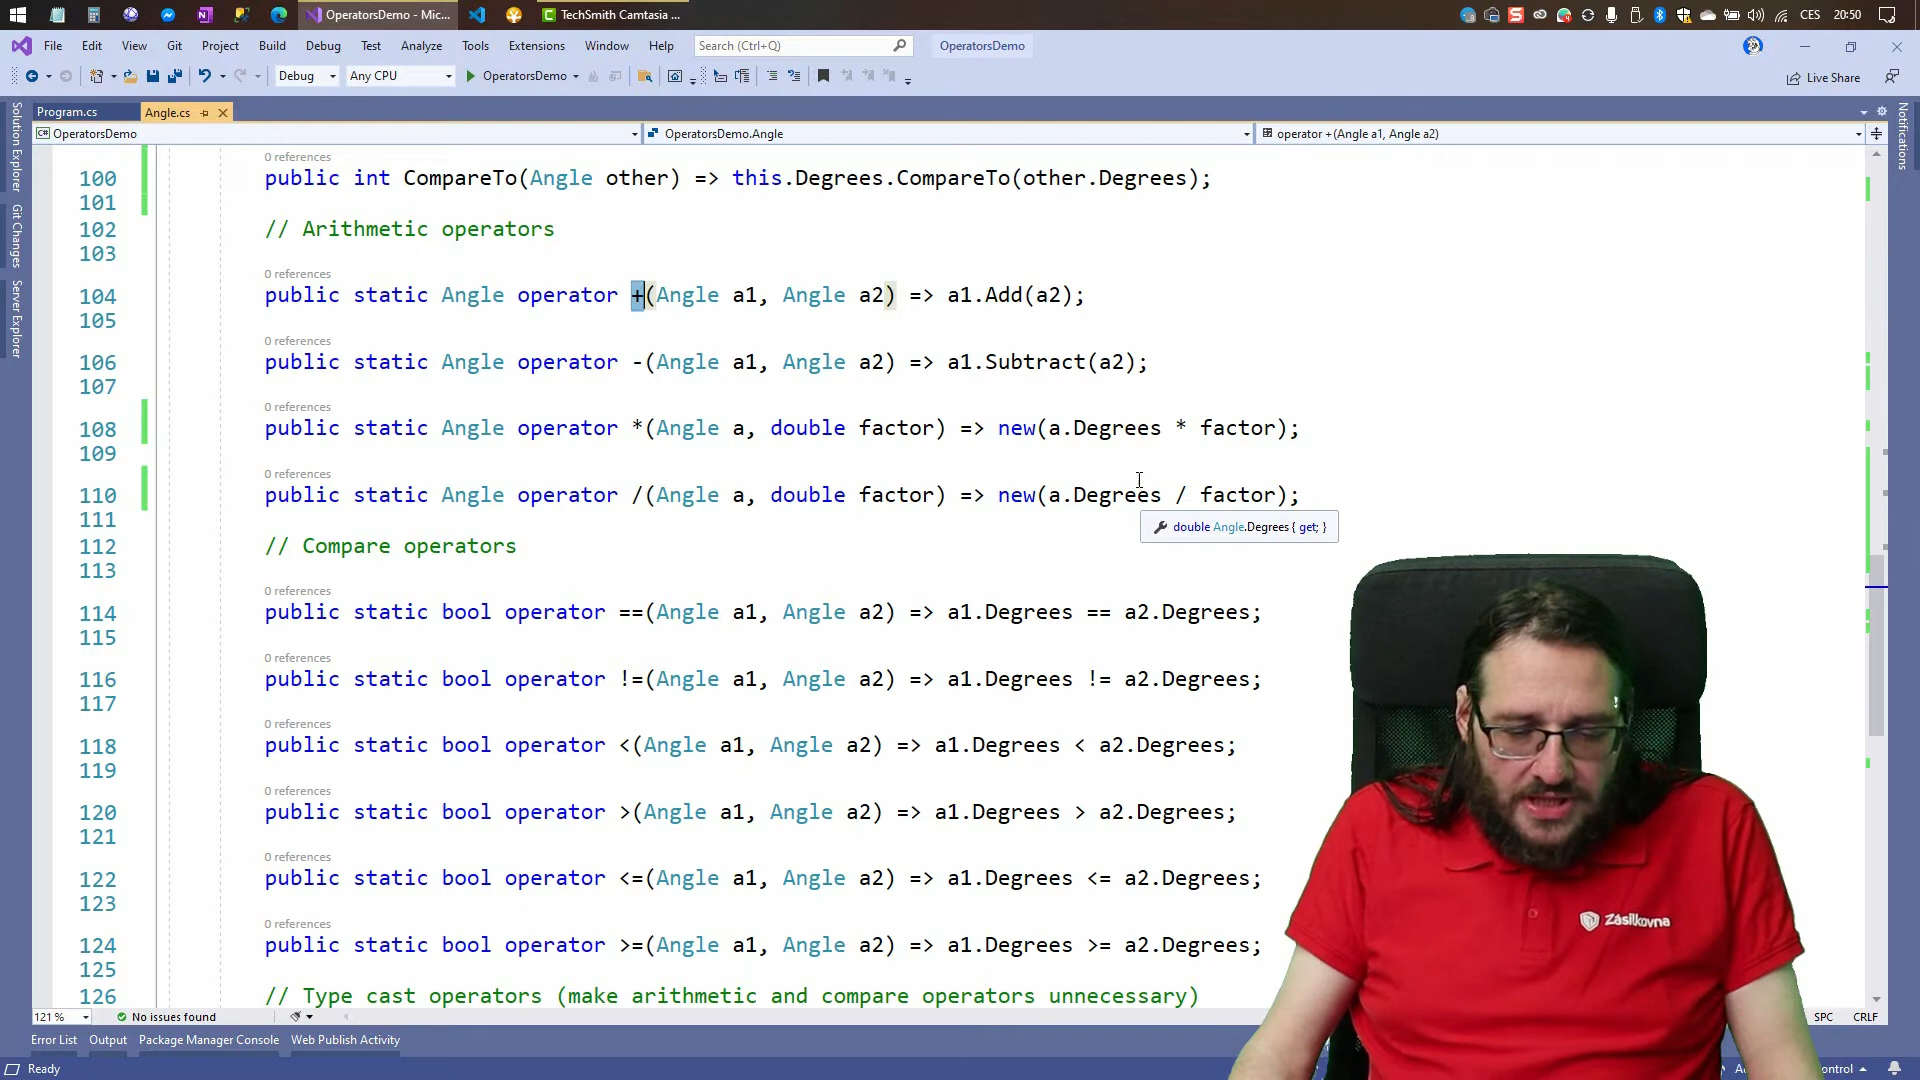 OperatorsDemo - Mic...
TechSmith Camtasia ...
CES 20:50
File Edit View Git Project Build Debug Test Analyze Tools Extensions Window Help Search (Ctrl+Q) OperatorsDemo
Debug Any CPU OperatorsDemo Live Share
Solution Explorer
Git Changes
Server Explorer
Notifications
Program.cs Angle.cs
OperatorsDemo OperatorsDemo.Angle operator +(Angle a1, Angle a2)
0 references
100 public int CompareTo(Angle other) => this.Degrees.CompareTo(other.Degrees);
101
102 // Arithmetic operators
103
0 references
104 public static Angle operator +(Angle a1, Angle a2) => a1.Add(a2);
105
0 references
106 public static Angle operator -(Angle a1, Angle a2) => a1.Subtract(a2);
107
0 references
108 public static Angle operator *(Angle a, double factor) => new(a.Degrees * factor);
109
0 references
110 public static Angle operator /(Angle a, double factor) => new(a.Degrees / factor);
111
double Angle.Degrees { get; }
112 // Compare operators
113
0 references
114 public static bool operator ==(Angle a1, Angle a2) => a1.Degrees == a2.Degrees;
115
0 references
116 public static bool operator !=(Angle a1, Angle a2) => a1.Degrees != a2.Degrees;
117
0 references
118 public static bool operator <(Angle a1, Angle a2) => a1.Degrees < a2.Degrees;
119
0 references
120 public static bool operator >(Angle a1, Angle a2) => a1.Degrees > a2.Degrees;
121
0 references
122 public static bool operator <=(Angle a1, Angle a2) => a1.Degrees <= a2.Degrees;
123
0 references
124 public static bool operator >=(Angle a1, Angle a2) => a1.Degrees >= a2.Degrees;
125
126 // Type cast operators (make arithmetic and compare operators unnecessary)
Zásilkovna
121 % No issues found SPC CRLF
Error List Output Package Manager Console Web Publish Activity
Ready